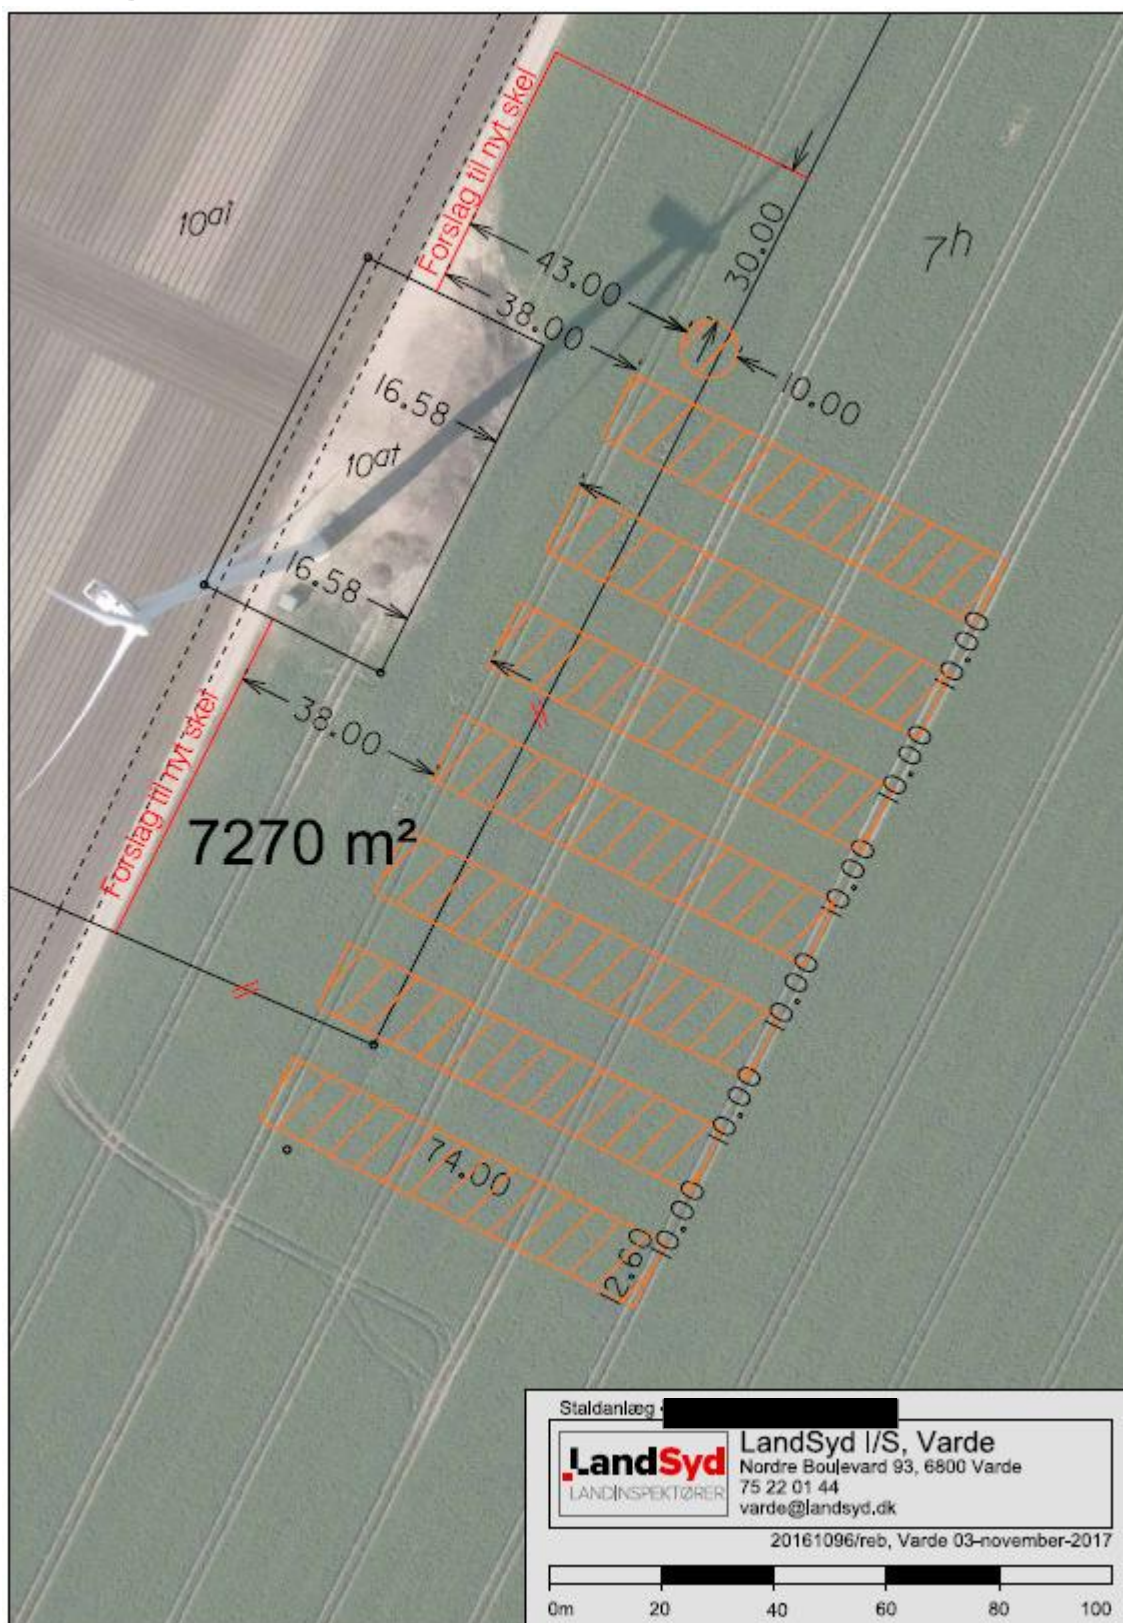 Forslag til nyt skel
10ai
7h
30.00
43.00
38.00
10.00
16.58
10at
16.58
38.00
Forslag til nyt skel
7270 m²
10.00
10.00
10.00
10.00
10.00
10.00
74.00
12.60
Staldanlæg
LandSyd
LANDINSPEKTØRER
LandSyd I/S, Varde
Nordre Boulevard 93, 6800 Varde
75 22 01 44
varde@landsyd.dk
20161096/reb, Varde 03-november-2017
0m 20 40 60 80 100